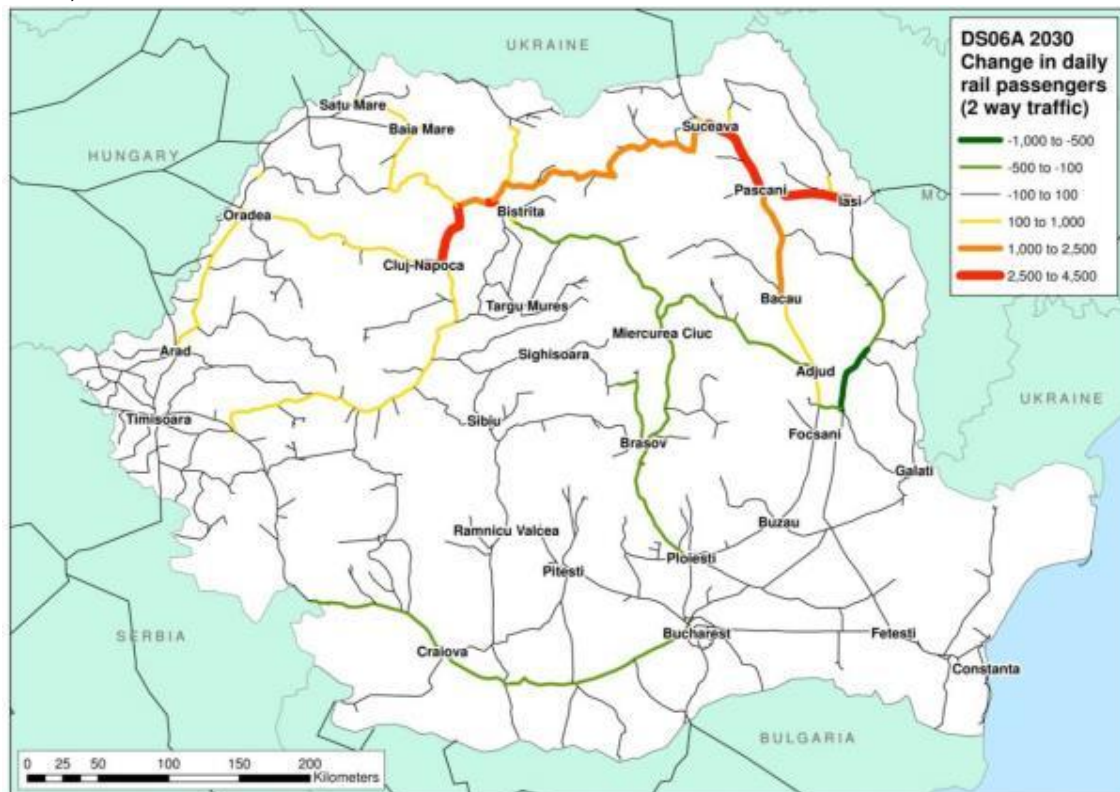 UKRAINE
DS06A 2030
Change in daily
rail passengers
(2 way traffic)
-1,000 to -500
-500 to -100
-100 to 100
100 to 1,000
1,000 to 2,500
2,500 to 4,500
Satu Mare
Baia Mare
Suceava
HUNGARY
Pascani
Iasi
MO
Oradea
Bistrita
Cluj-Napoca
Targu Mures
Bacau
Miercurea Ciuc
Arad
Sighisoara
Adjud
UKRAINE
Timisoara
Sibiu
Focsani
Brasov
Galati
Ramnicu Valcea
Buzau
Ploiesti
Pitesti
SERBIA
Craiova
Bucharest
Fetesti
Constanta
BULGARIA
0 25 50 100 150 200
Kilometers